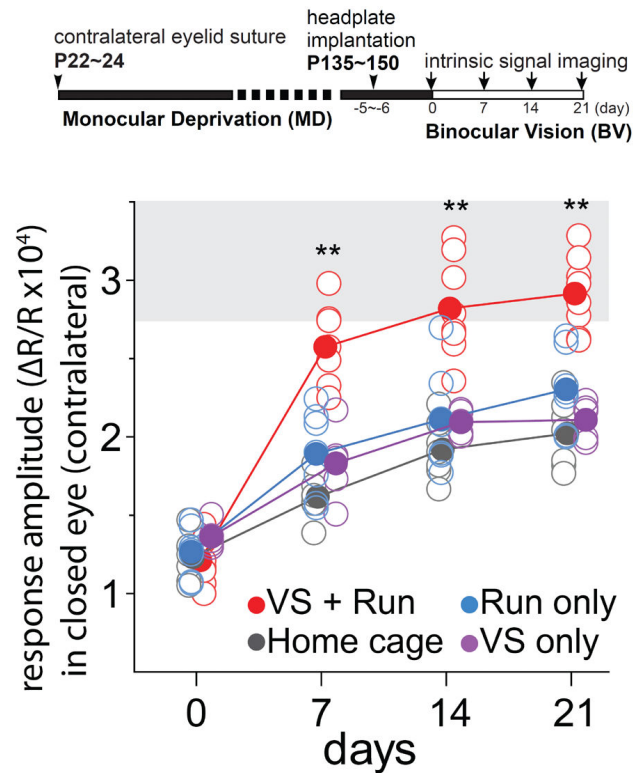 contralateral eyelid suture
P22~24
headplate
implantation
P135~150
intrinsic signal imaging
-5~-6 0 7 14 21 (day)
Monocular Deprivation (MD)
Binocular Vision (BV)
response amplitude (ΔR/R x10⁴)
in closed eye (contralateral)
3
2
1
**
**
**
VS + Run
Run only
Home cage
VS only
0 7 14 21
days